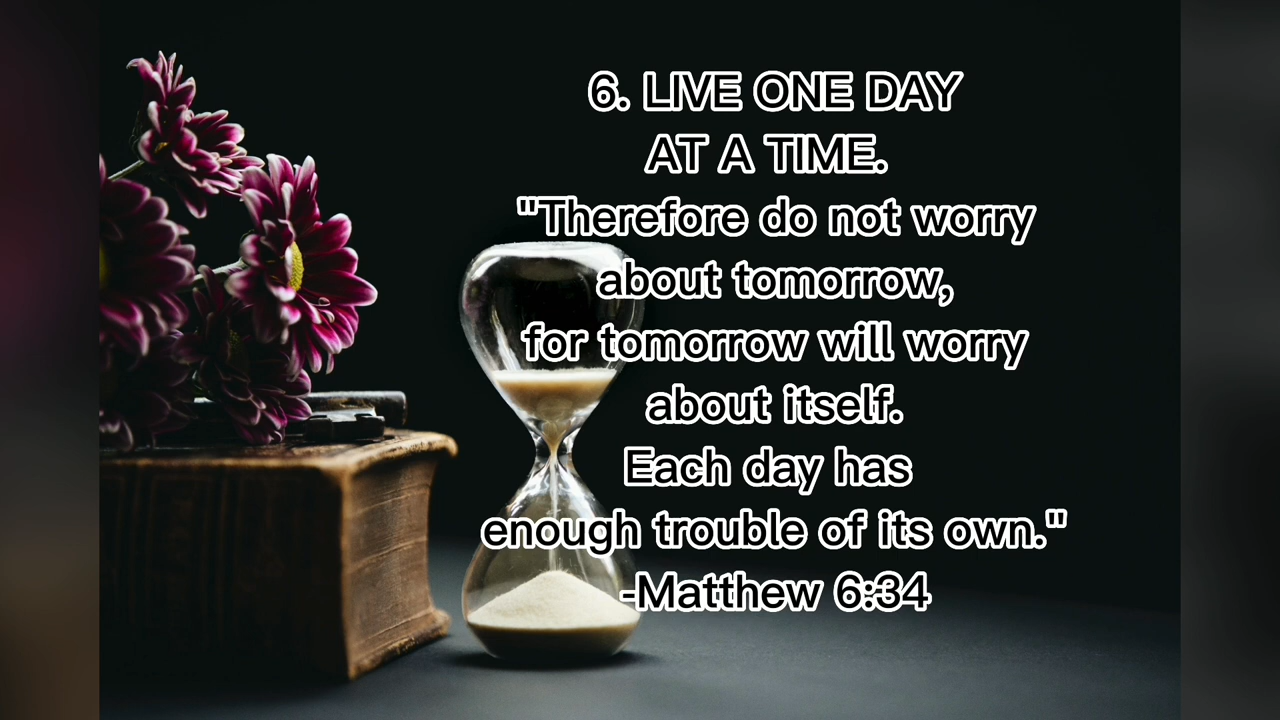 6. LIVE ONE DAY
AT A TIME.
"Therefore do not worry
about tomorrow,
for tomorrow will worry
about itself.
Each day has
enough trouble of its own."
-Matthew 6:34